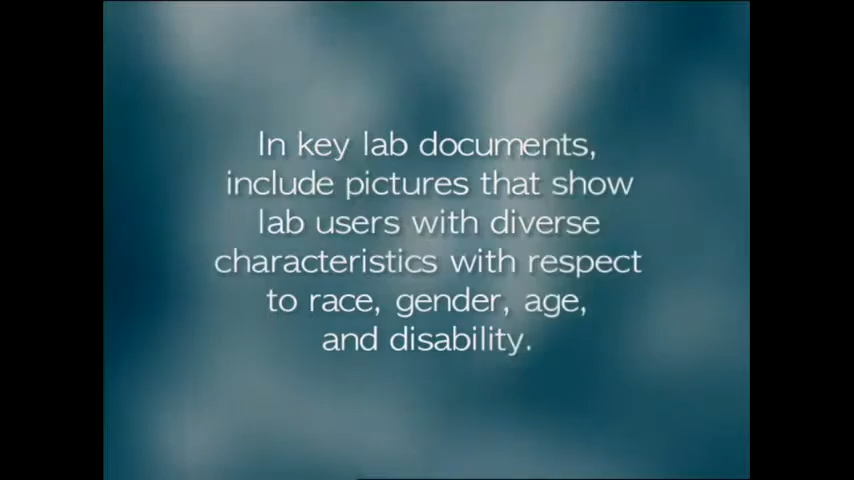 In key lab documents,
include pictures that show
lab users with diverse
characteristics with respect
to race, gender, age,
and disability.